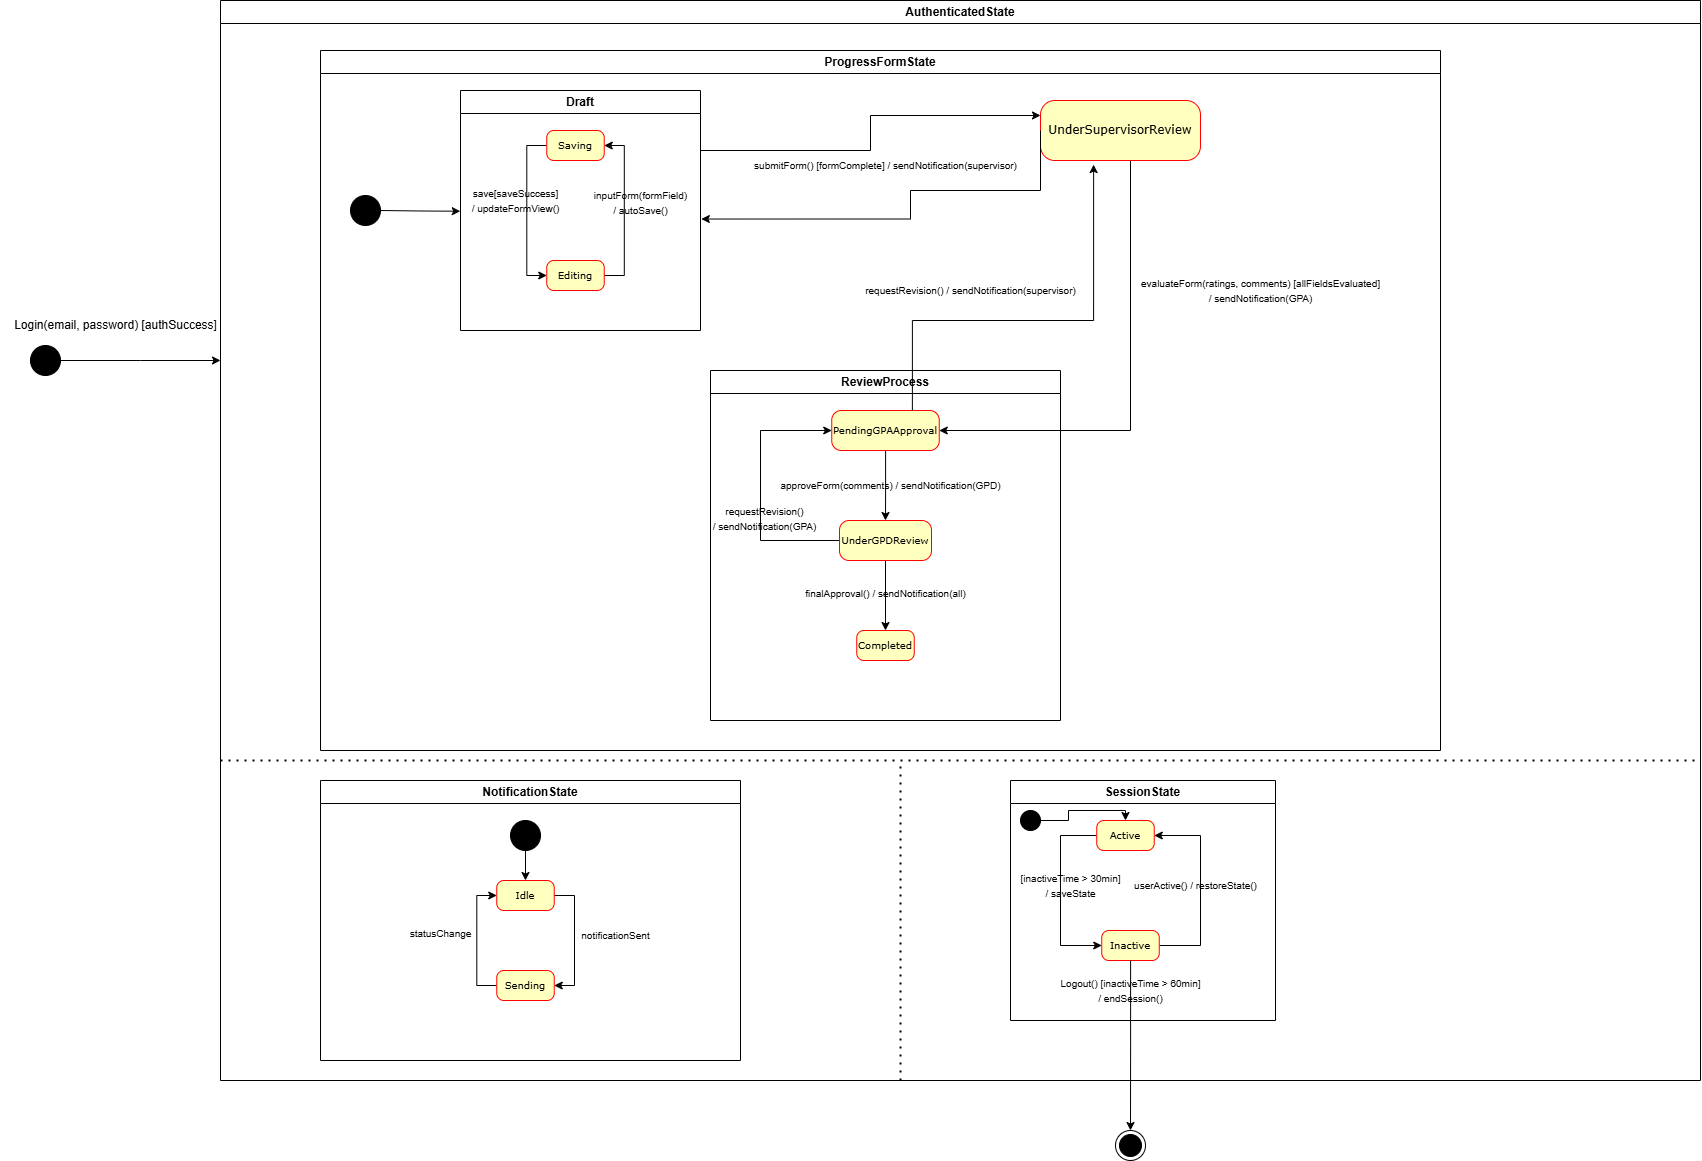 AuthenticatedState
ProgressFormState
Draft
Saving
save[saveSuccess]
/ updateFormView()
inputForm(formField)
/ autoSave()
Editing
UnderSupervisorReview
submitForm() [formComplete] / sendNotification(supervisor)
requestRevision() / sendNotification(supervisor)
evaluateForm(ratings, comments) [allFieldsEvaluated]
/ sendNotification(GPA)
Login(email, password) [authSuccess]
ReviewProcess
PendingGPAApproval
approveForm(comments) / sendNotification(GPD)
requestRevision()
/ sendNotification(GPA)
UnderGPDReview
finalApproval() / sendNotification(all)
Completed
NotificationState
Idle
statusChange
notificationSent
Sending
SessionState
Active
[inactiveTime > 30min]
/ saveState
userActive() / restoreState()
Inactive
Logout() [inactiveTime > 60min]
/ endSession()